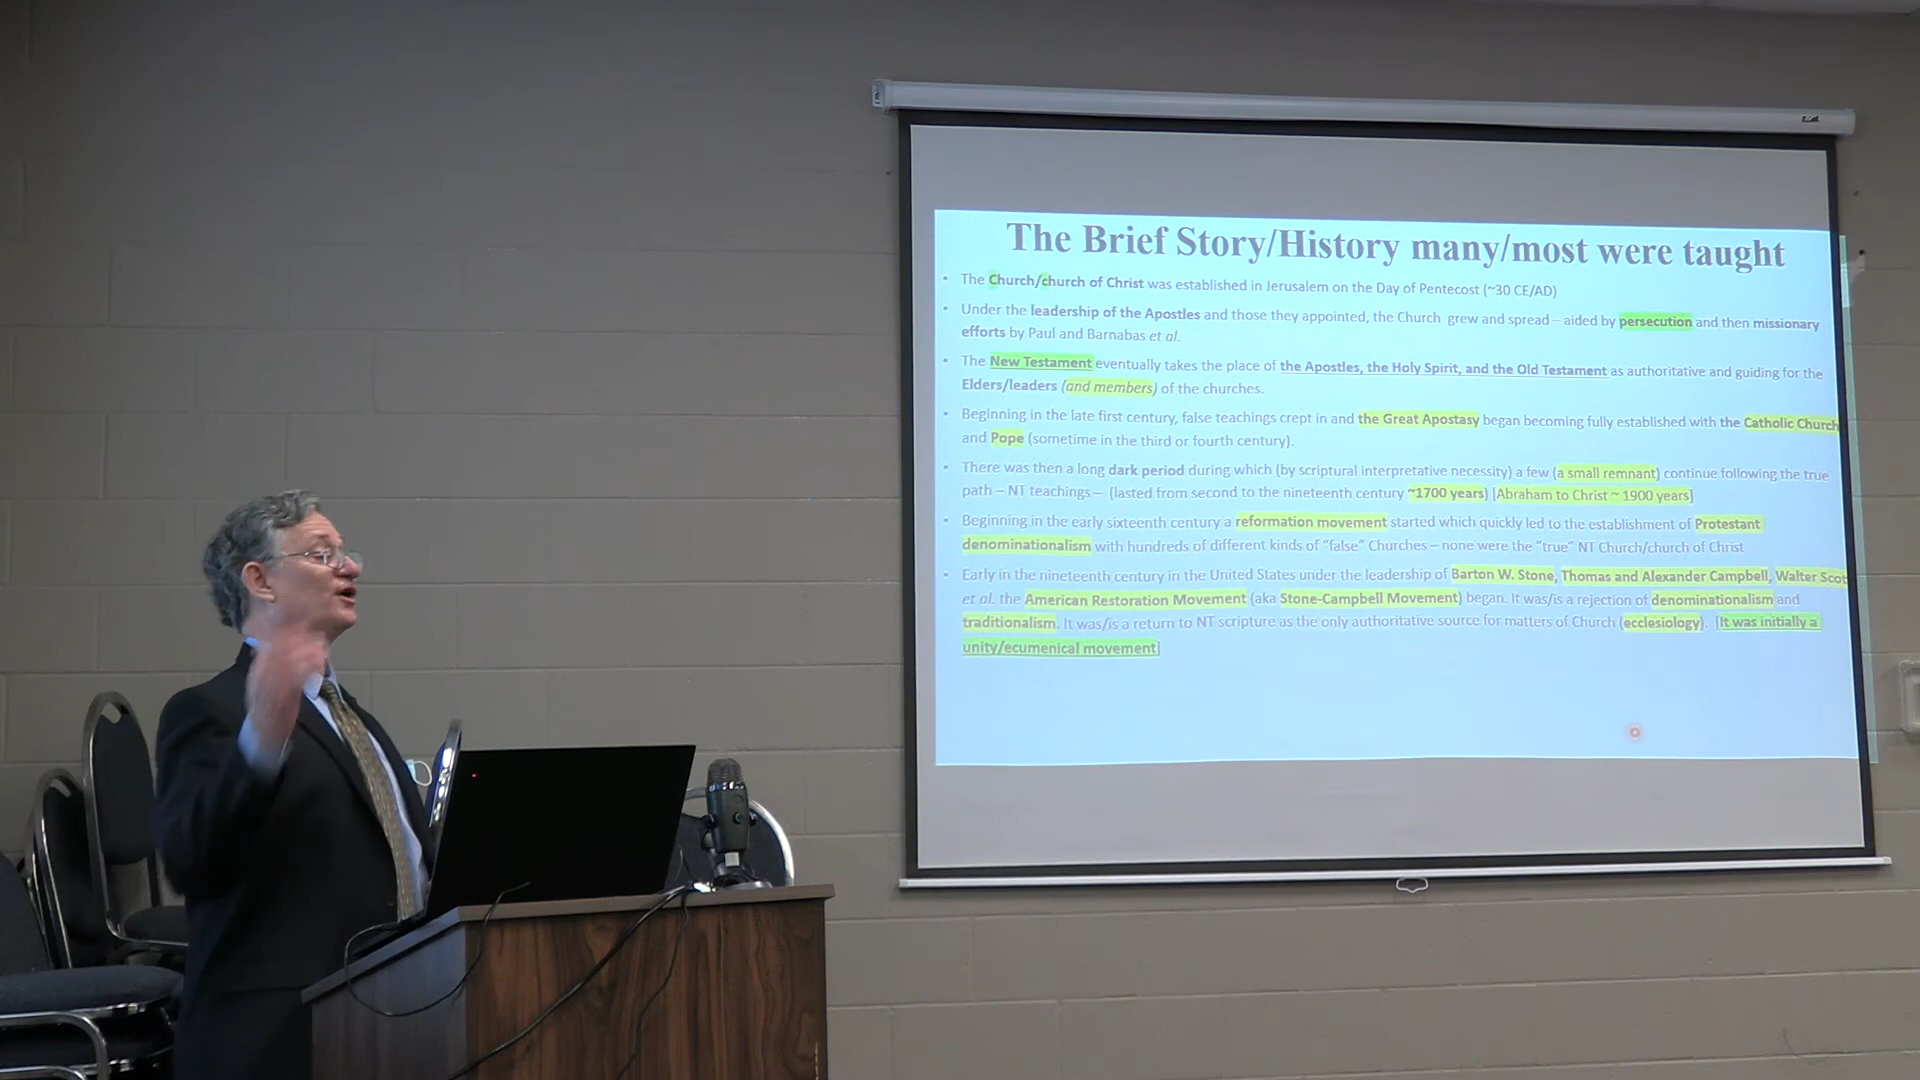 The Brief Story/History many/most were taught
• The Church/church of Christ was established in Jerusalem on the Day of Pentecost (~30 CE/AD)
• Under the leadership of the Apostles and those they appointed, the Church grew and spread – aided by persecution and then missionary
efforts by Paul and Barnabas et al.
• The New Testament eventually takes the place of the Apostles, the Holy Spirit, and the Old Testament as authoritative and guiding for the
Elders/leaders (and members) of the churches.
• Beginning in the late first century, false teachings crept in and the Great Apostasy began becoming fully established with the Catholic Church
and Pope (sometime in the third or fourth century).
• There was then a long dark period during which (by scriptural interpretative necessity) a few (a small remnant) continue following the true
path – NT teachings – (lasted from second to the nineteenth century ~1700 years) [Abraham to Christ ~ 1900 years]
• Beginning in the early sixteenth century a reformation movement started which quickly led to the establishment of Protestant
denominationalism with hundreds of different kinds of "false" Churches – none were the "true" NT Church/church of Christ
• Early in the nineteenth century in the United States under the leadership of Barton W. Stone, Thomas and Alexander Campbell, Walter Scot
et al. the American Restoration Movement (aka Stone-Campbell Movement) began. It was/is a rejection of denominationalism and
traditionalism. It was/is a return to NT scripture as the only authoritative source for matters of Church (ecclesiology). [It was initially a
unity/ecumenical movement]